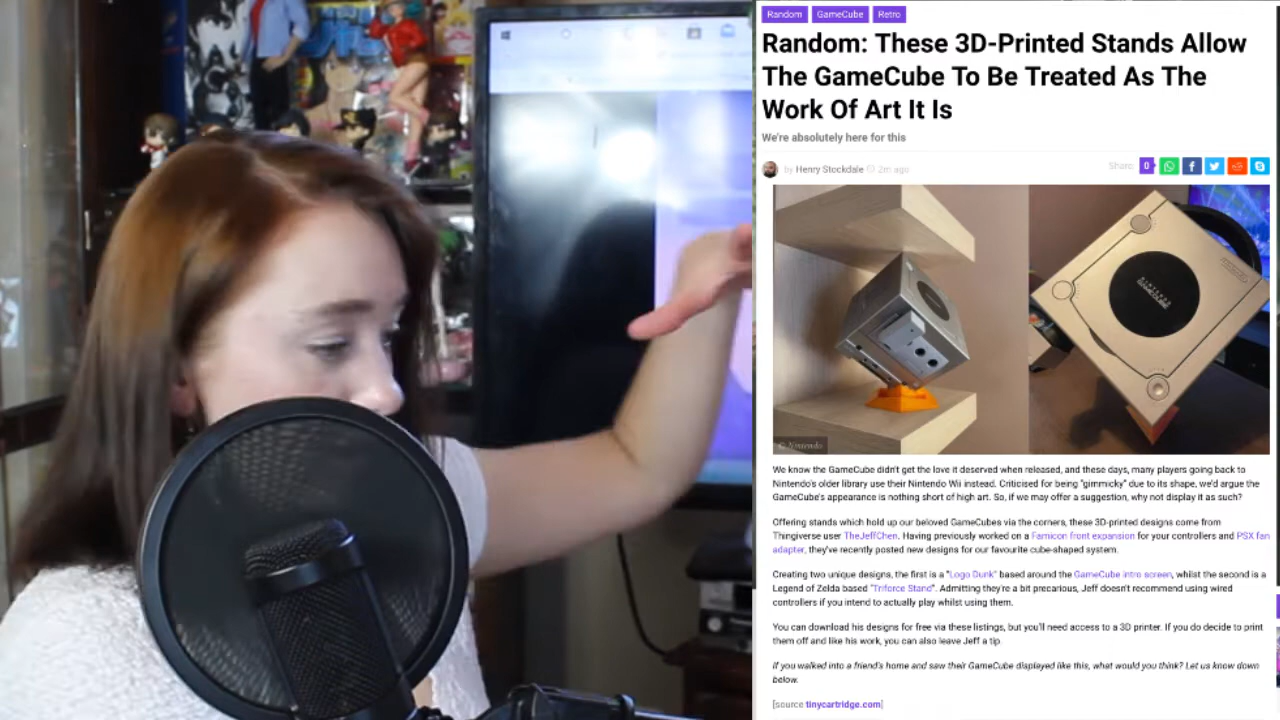 Random GameCube Retro
Random: These 3D-Printed Stands Allow
The GameCube To Be Treated As The
Work Of Art It Is
We're absolutely here for this
by Henry Stockdale 2m ago Share: 0
© Nintendo
We know the GameCube didn't get the love it deserved when released, and these days, many players going back to
Nintendo's older library use their Nintendo Wii instead. Criticised for being "gimmicky" due to its shape, we'd argue the
GameCube's appearance is nothing short of high art. So, if we may offer a suggestion, why not display it as such?
Offering stands which hold up our beloved GameCubes via the corners, these 3D-printed designs come from
Thingiverse user TheJeffChen. Having previously worked on a Famicon front expansion for your controllers and PSX fan
adapter, they've recently posted new designs for our favourite cube-shaped system.
Creating two unique designs, the first is a "Logo Dunk" based around the GameCube intro screen, whilst the second is a
Legend of Zelda based "Triforce Stand". Admitting they're a bit precarious, Jeff doesn't recommend using wired
controllers if you intend to actually play whilst using them.
You can download his designs for free via these listings, but you'll need access to a 3D printer. If you do decide to print
them off and like his work, you can also leave Jeff a tip.
If you walked into a friend's home and saw their GameCube displayed like this, what would you think? Let us know down
below.
[source tinycartridge.com]